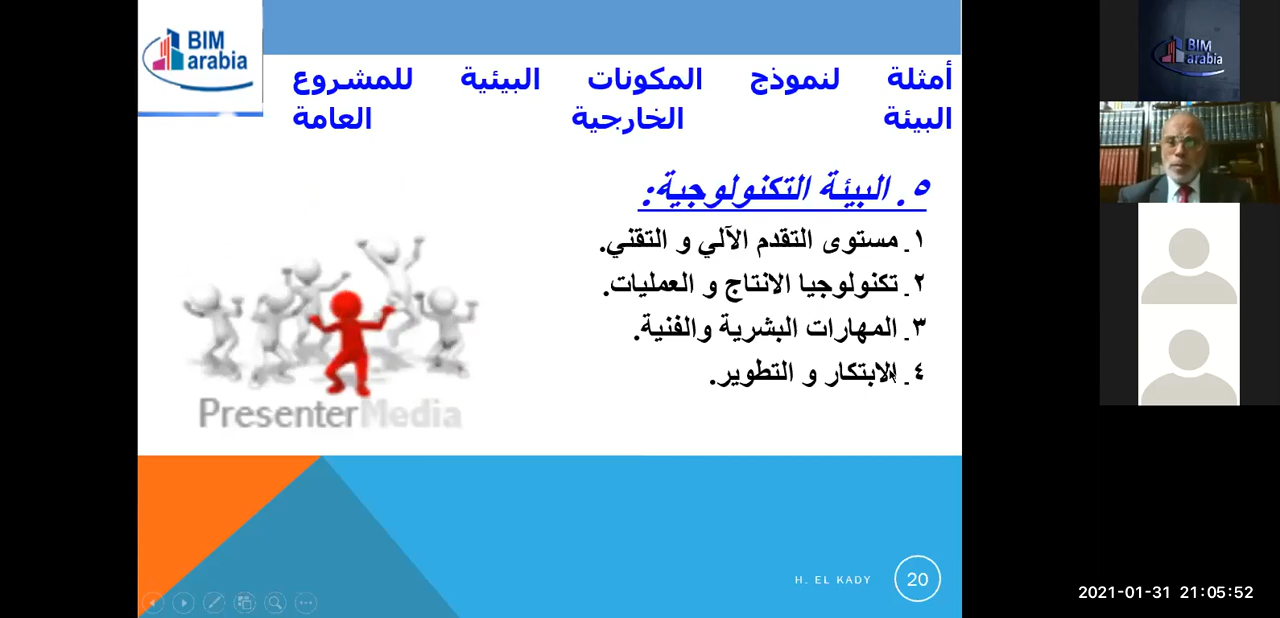 BIM
arabia
أمثلة لنموذج المكونات البيئية للمشروع
البيئة الخارجية العامة
٥. البيئة التكنولوجية:
١. مستوى التقدم الآلي و التقني.
٢. تكنولوجيا الانتاج و العمليات.
٣. المهارات البشرية والفنية.
٤. الابتكار و التطوير.
PresenterMedia
H. EL KADY
20
BIM
arabia
2021-01-31 21:05:52